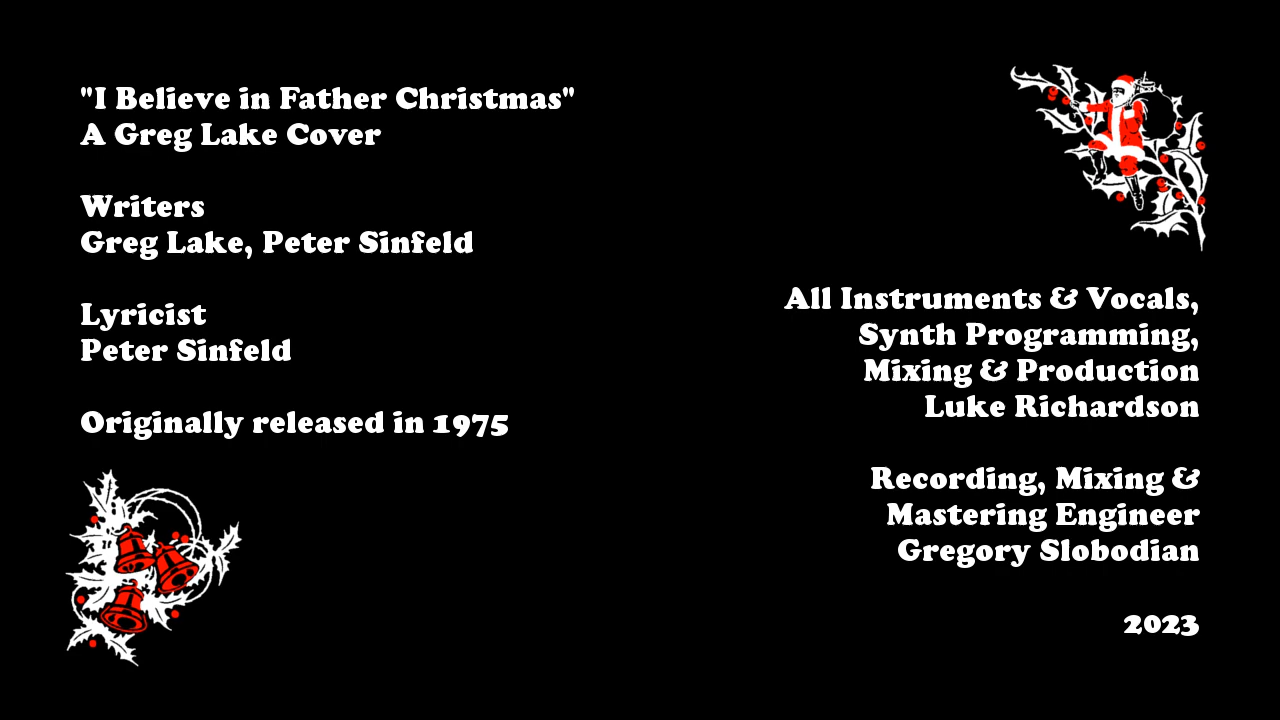 "I Believe in Father Christmas"
A Greg Lake Cover
Writers
Greg Lake, Peter Sinfeld
Lyricist
Peter Sinfeld
Originally released in 1975
All Instruments & Vocals,
Synth Programming,
Mixing & Production
Luke Richardson
Recording, Mixing &
Mastering Engineer
Gregory Slobodian
2023